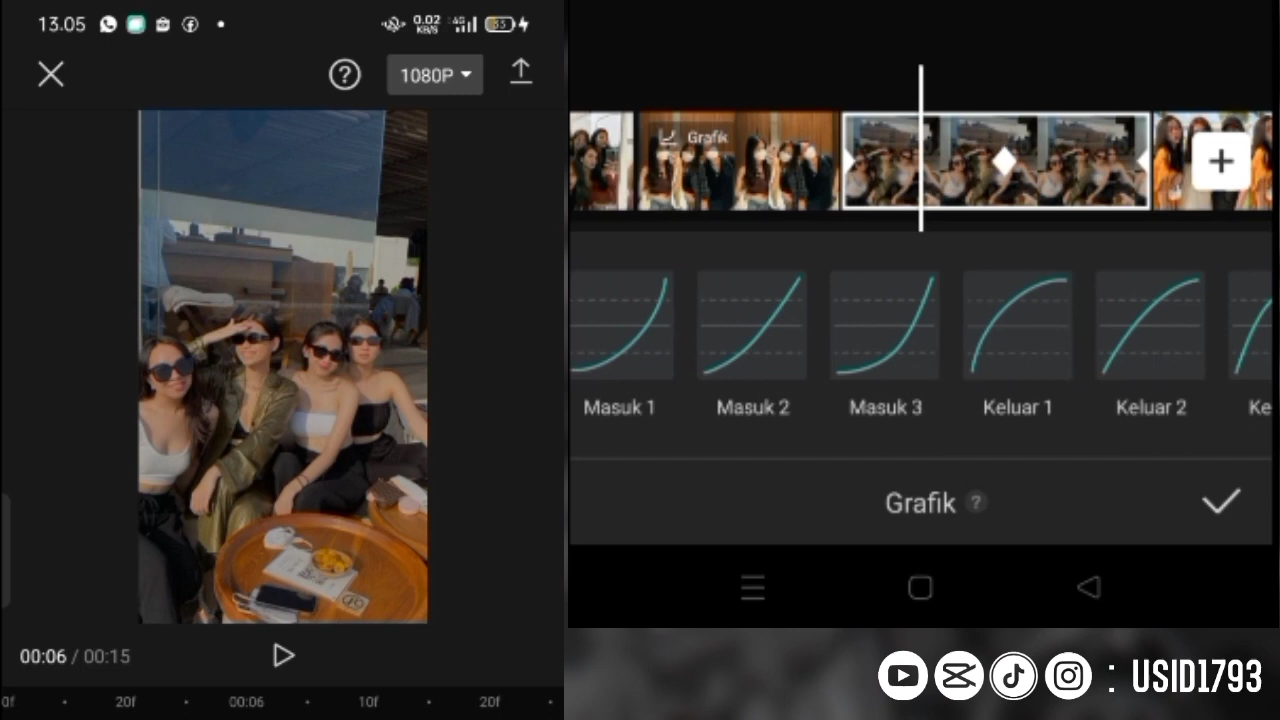 13.05
0.02
KB/S
4G
1080P
00:06 / 00:15
0f
20f
00:06
10f
20f
Grafik
Masuk 1
Masuk 2
Masuk 3
Keluar 1
Keluar 2
Ke
Grafik ?
: USID1793